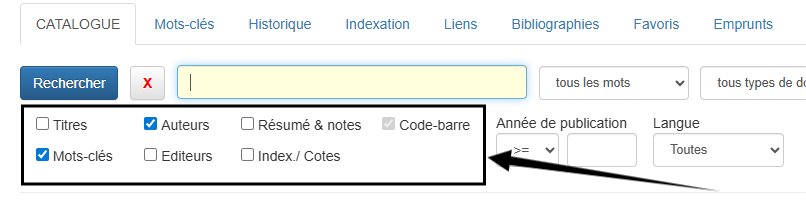 CATALOGUE Mots-clés Historique Indexation Liens Bibliographies Favoris Emprunts
Rechercher X tous les mots tous types de do
Titres Auteurs Résumé & notes Code-barre Année de publication Langue
Mots-clés Editeurs Index./ Cotes >= Toutes